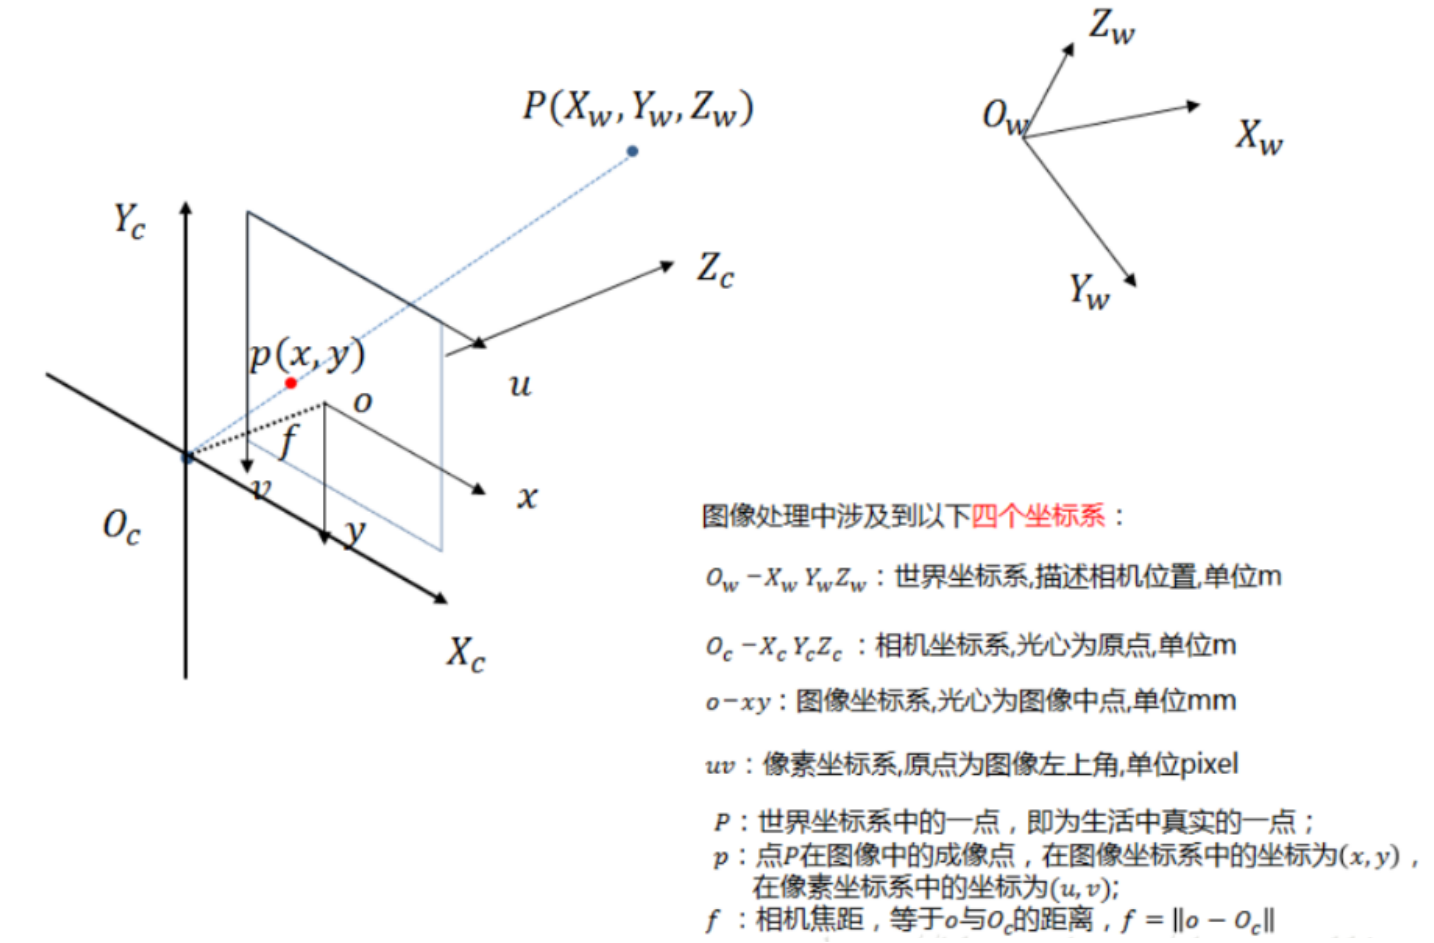 Z_w
P(X_w, Y_w, Z_w)
O_w
X_w
Y_c
Z_c
Y_w
p(x, y)
u
o
f
v
x
O_c
y
X_c
图像处理中涉及到以下四个坐标系：
O_w -X_w Y_w Z_w：世界坐标系,描述相机位置,单位m
O_c -X_c Y_c Z_c ：相机坐标系,光心为原点,单位m
o-xy：图像坐标系,光心为图像中点,单位mm
uv：像素坐标系,原点为图像左上角,单位pixel
P：世界坐标系中的一点，即为生活中真实的一点；
p：点P在图像中的成像点，在图像坐标系中的坐标为(x, y)，
在像素坐标系中的坐标为(u, v);
f ：相机焦距，等于o与O_c的距离，f = ‖o − O_c‖